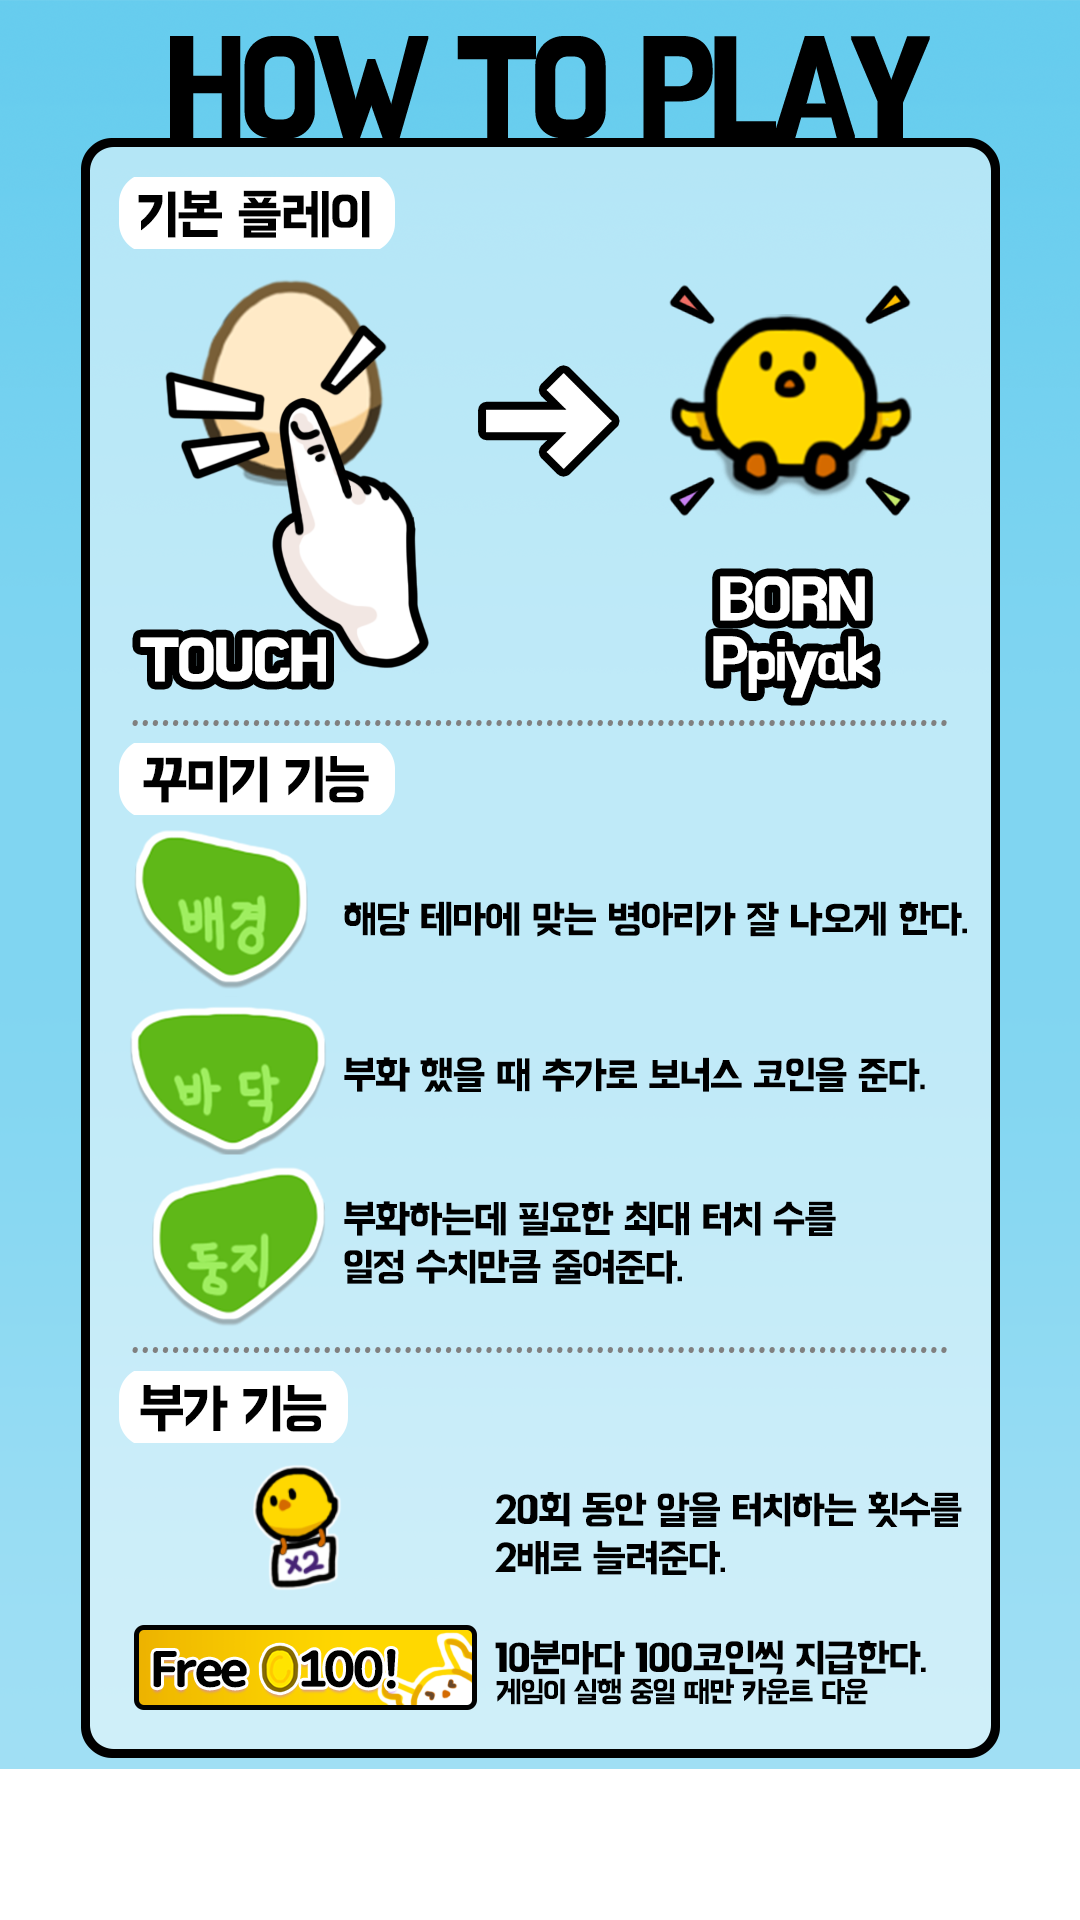 HOW TO PLAY
기본 플레이
TOUCH
BORN
Ppiyak
꾸미기 기능
배경
해당 테마에 맞는 병아리가 잘 나오게 한다.
바닥
부화 했을 때 추가로 보너스 코인을 준다.
둥지
부화하는데 필요한 최대 터치 수를
일정 수치만큼 줄여준다.
부가 기능
x2
20회 동안 알을 터치하는 횟수를
2배로 늘려준다.
Free 100!
10분마다 100코인씩 지급한다.
게임이 실행 중일 때만 카운트 다운